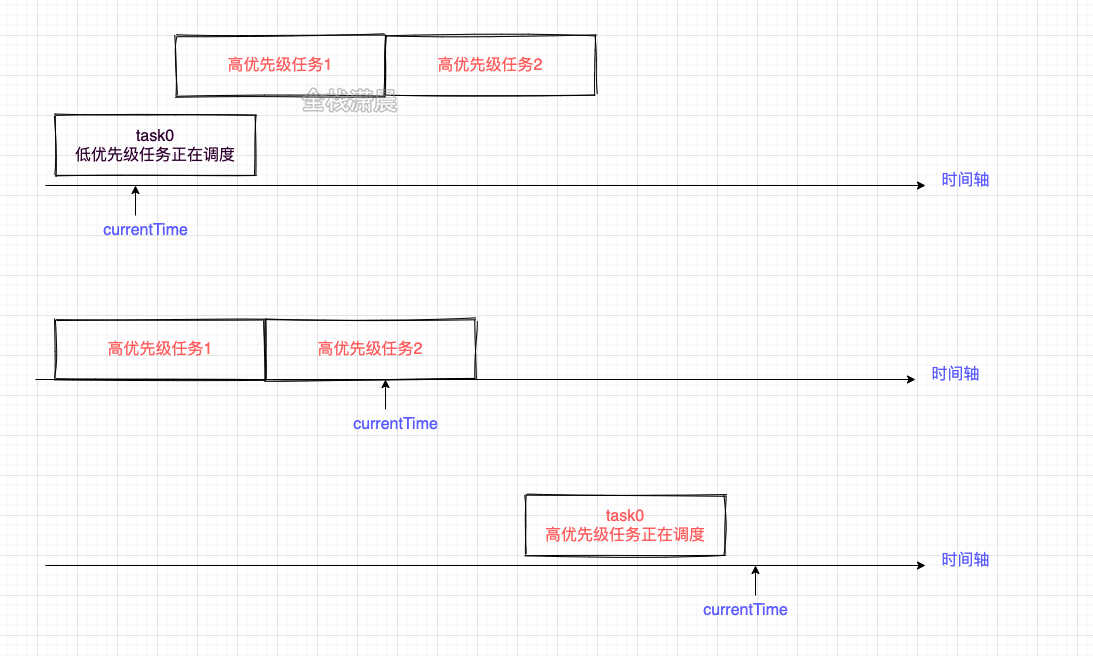 高优先级任务1
高优先级任务2
全栈潇晨
task0
低优先级任务正在调度
时间轴
currentTime
高优先级任务1
高优先级任务2
时间轴
currentTime
task0
高优先级任务正在调度
时间轴
currentTime